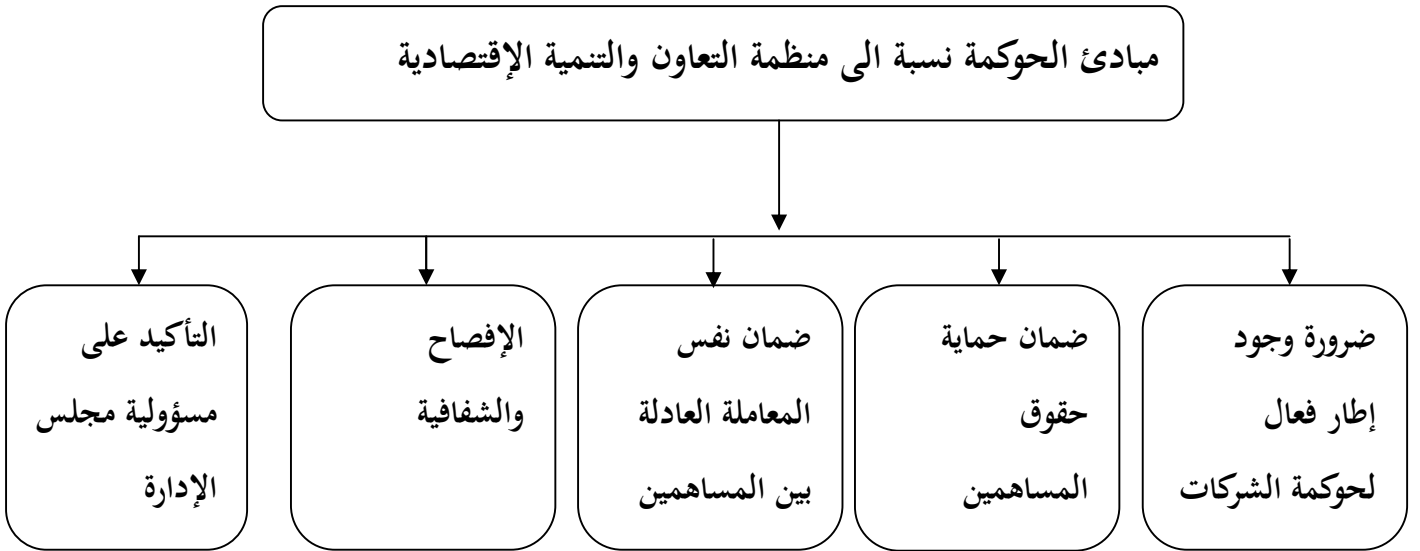 مبادئ الحوكمة نسبة الى منظمة التعاون والتنمية الإقتصادية
ضرورة وجود
إطار فعال
لحوكمة الشركات
ضمان حماية
حقوق
المساهمين
ضمان نفس
المعاملة العادلة
بين المساهمين
الإفصاح
والشفافية
التأكيد على
مسؤولية مجلس
الإدارة